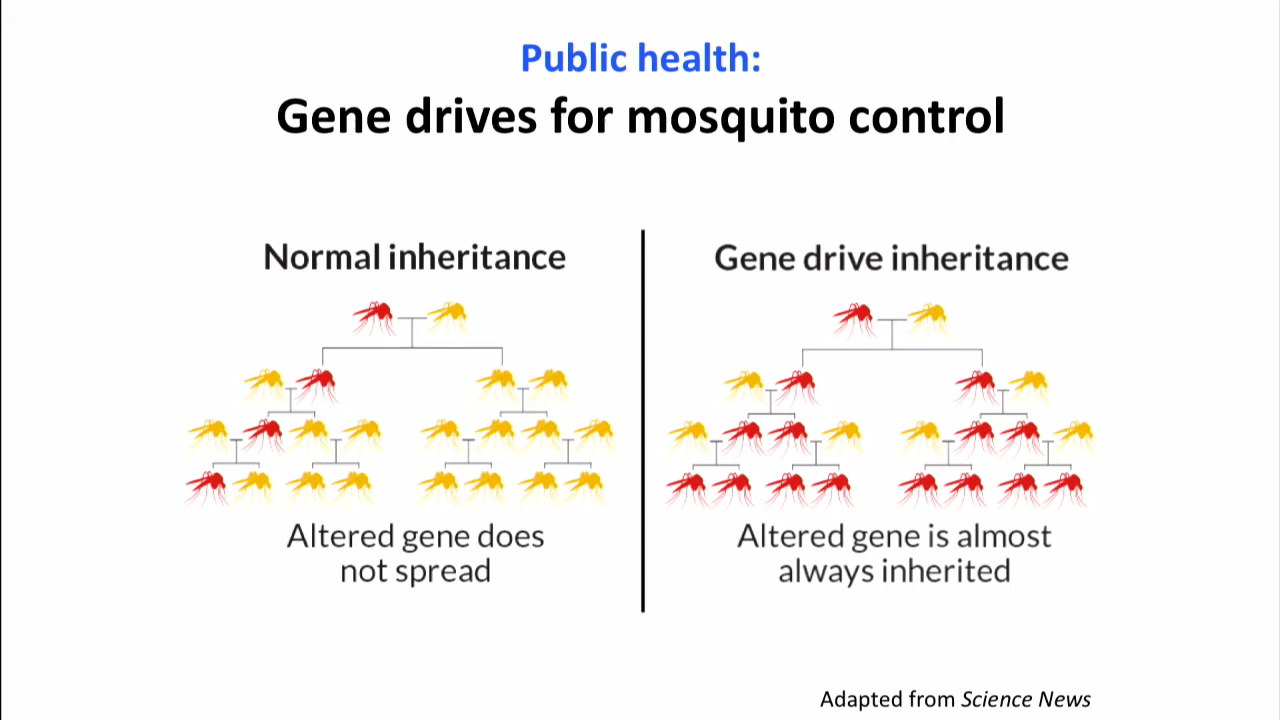 Public health:
Gene drives for mosquito control
Normal inheritance
Altered gene does
not spread
Gene drive inheritance
Altered gene is almost
always inherited
Adapted from Science News